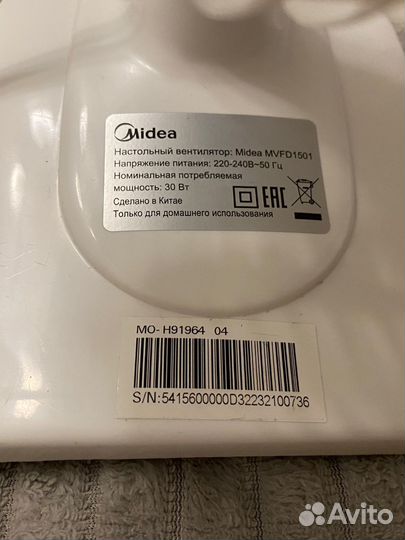 Midea
Настольный вентилятор: Midea MVFD1501
Напряжение питания: 220-240В~50 Гц
Номинальная потребляемая
мощность: 30 Вт
Сделано в Китае
Только для домашнего использования
EAC
MO- H91964 04
S/N:5415600000D32232100736
Avito